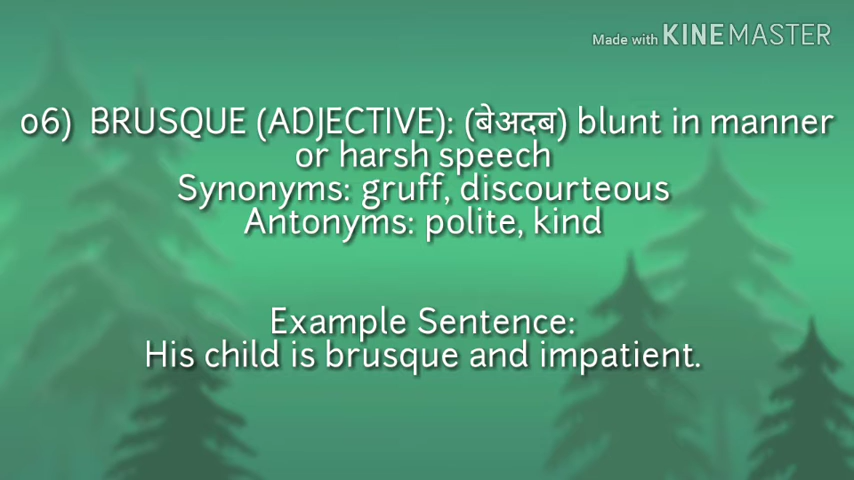 Made with KINEMASTER
06) BRUSQUE (ADJECTIVE): (बेअदब) blunt in manner
or harsh speech
Synonyms: gruff, discourteous
Antonyms: polite, kind
Example Sentence:
His child is brusque and impatient.